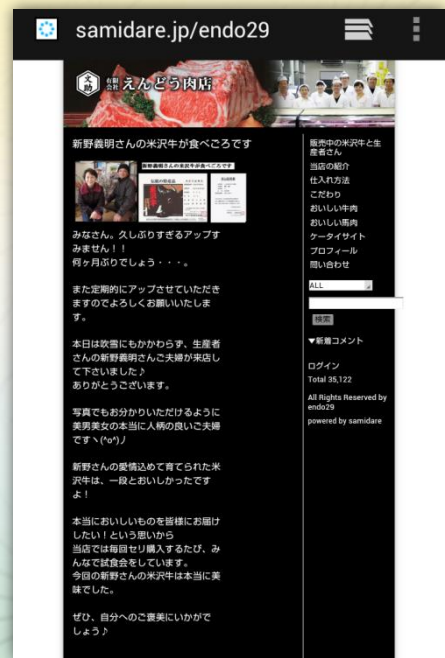 samidare.jp/endo29
文助
有限会社 えんどう肉店
新野義明さんの米沢牛が食べごろです
新野義明さんの米沢牛が食べごろです
みなさん。久しぶりすぎるアップす
みません!!
何ヶ月ぶりでしょう・・・。
また定期的にアップさせていただき
ますのでよろしくお願いいたしま
す。
本日は吹雪にもかかわらず、生産者
さんの新野義明さんご夫婦が来店し
て下さいました♪
ありがとうございます。
写真でもお分かりいただけるように
美男美女の本当に人柄の良いご夫婦
ですヽ(^o^)丿
新野さんの愛情込めて育てられた米
沢牛は、一段とおいしかったです
よ!
本当においしいものを皆様にお届け
したい!という思いから
当店では毎回セリ購入するたび、み
んなで試食会をしています。
今回の新野さんの米沢牛は本当に美
味でした。
ぜひ、自分へのご褒美にいかがで
しょう♪
販売中の米沢牛と生
産者さん
当店の紹介
仕入れ方法
こだわり
おいしい牛肉
おいしい馬肉
ケータイサイト
プロフィール
問い合わせ
ALL
検索
▼新着コメント
ログイン
Total 35,122
All Rights Reserved by
endo29
powered by samidare